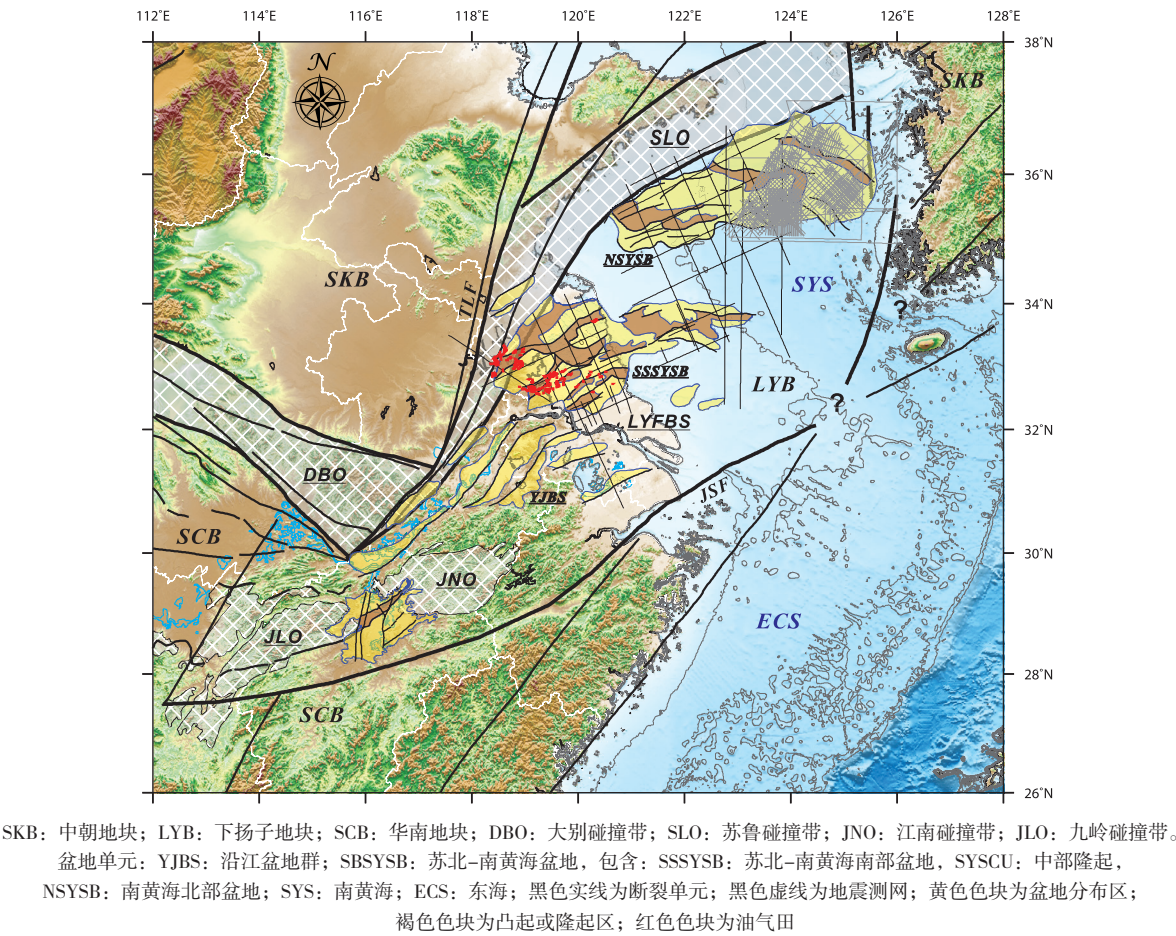 112°E 114°E 116°E 118°E 120°E 122°E 124°E 126°E 128°E
38°N
N
SKB
SLO
36°N
NSYSB
SKB
SYS
TLF
34°N
?
SSSYSB
LYB
?
LYFBS
32°N
DBO
YJBS
JSF
SCB
30°N
JNO
JLO
ECS
28°N
SCB
26°N
SKB：中朝地块；LYB：下扬子地块；SCB：华南地块；DBO：大别碰撞带；SLO：苏鲁碰撞带；JNO：江南碰撞带；JLO：九岭碰撞带。
盆地单元：YJBS：沿江盆地群；SBSYSB：苏北-南黄海盆地，包含：SSSYSB：苏北-南黄海南部盆地，SYSCU：中部隆起，
NSYSB：南黄海北部盆地；SYS：南黄海；ECS：东海；黑色实线为断裂单元；黑色虚线为地震测网；黄色色块为盆地分布区；
褐色色块为凸起或隆起区；红色色块为油气田